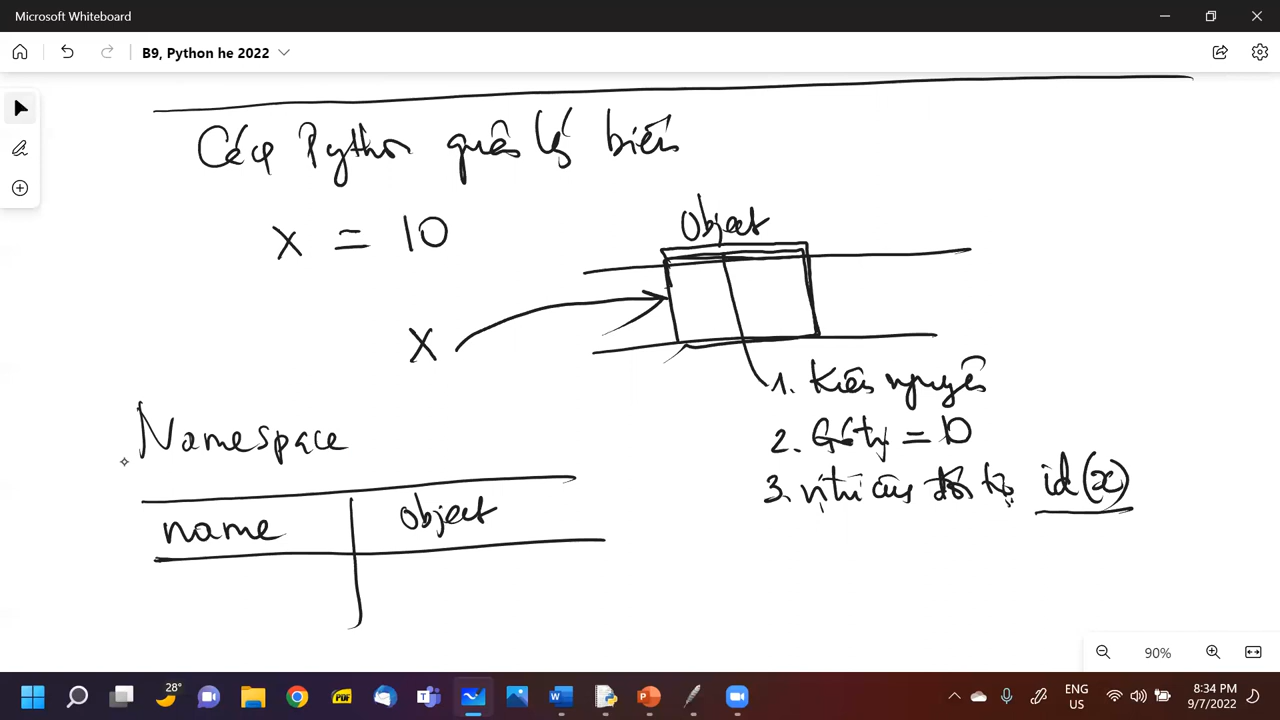 Microsoft Whiteboard
B9, Python he 2022
Các Python quản lý biến
x = 10
Object
X
1. Kiểu nguyên
2. Giá trị = 10
3. vị trí của đối tg id(x)
Namespace
name object
90%
28°
ENG
US
8:34 PM
9/7/2022